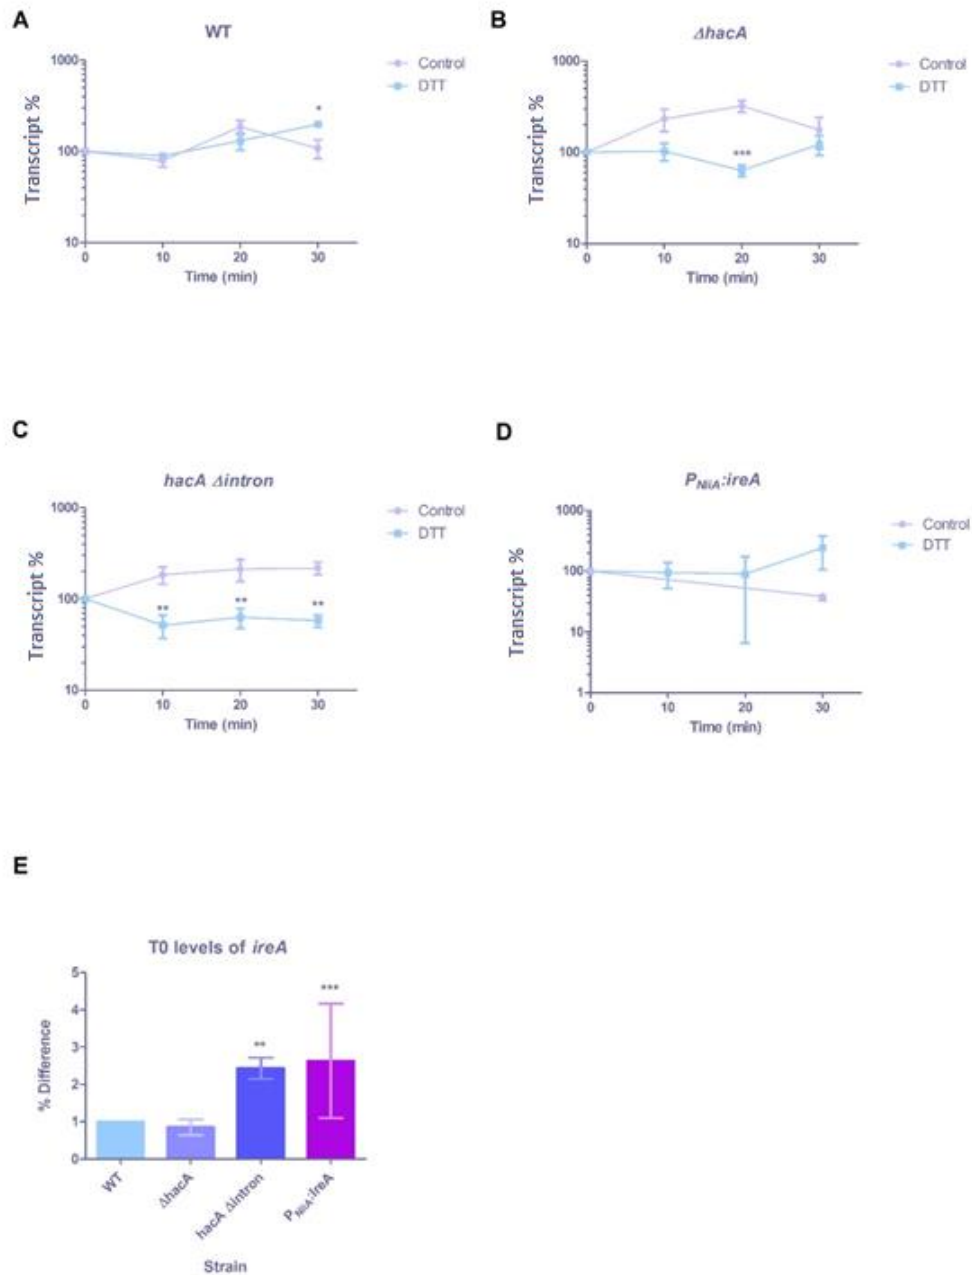 A
WT
1000
100
10
Transcript %
0 10 20 30
Time (min)
*
Control
DTT
B
ΔhacA
1000
100
10
Transcript %
0 10 20 30
Time (min)
***
Control
DTT
C
hacA Δintron
1000
100
10
Transcript %
0 10 20 30
Time (min)
** ** **
Control
DTT
D
PNiiA:ireA
1000
100
10
1
Transcript %
0 10 20 30
Time (min)
Control
DTT
E
T0 levels of ireA
5
4
3
2
1
0
% Difference
**
***
WT
ΔhacA
hacA Δintron
PNiiA:ireA
Strain